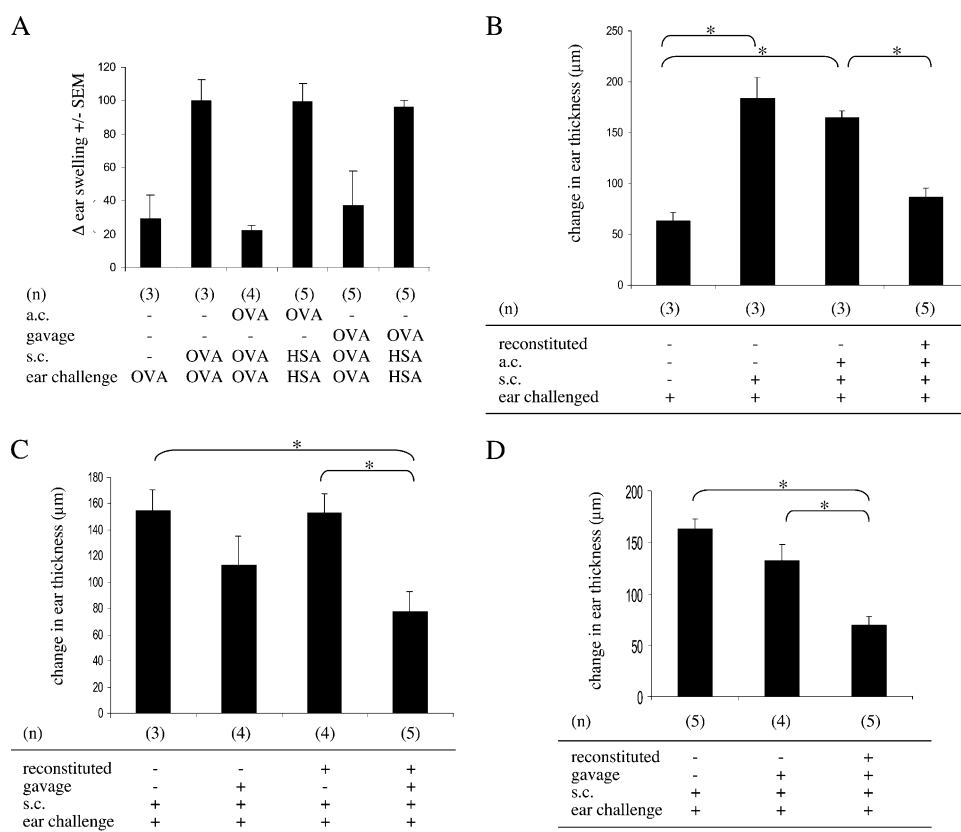 A
Δ ear swelling +/- SEM
120
100
80
60
40
20
0
(n) (3) (3) (4) (5) (5) (5)
a.c. - - OVA OVA - -
gavage - - - - OVA OVA
s.c. - OVA OVA HSA OVA HSA
ear challenge OVA OVA OVA HSA OVA HSA
B
change in ear thickness (μm)
250
200
150
100
50
0
* * *
(n) (3) (3) (3) (5)
reconstituted - - - +
a.c. - - + +
s.c. - + + +
ear challenged + + + +
C
change in ear thickness (μm)
180
160
140
120
100
80
60
40
20
0
* *
(n) (3) (4) (4) (5)
reconstituted - - + +
gavage - + - +
s.c. + + + +
ear challenge + + + +
D
change in ear thickness (μm)
200
150
100
50
0
* *
(n) (5) (4) (5)
reconstituted - - +
gavage - + +
s.c. + + +
ear challenge + + +